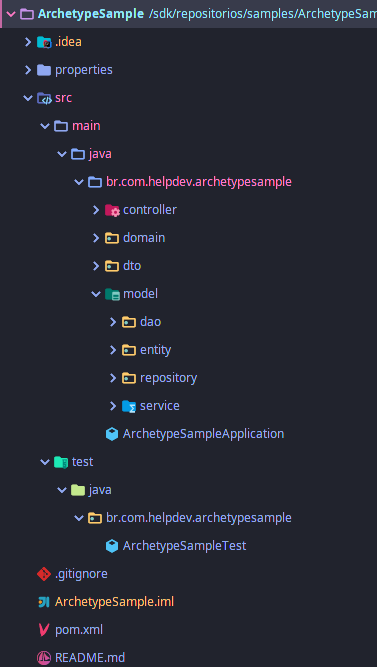 ArchetypeSample /sdk/repositorios/samples/ArchetypeSam
.idea
properties
src
main
java
br.com.helpdev.archetypesample
controller
domain
dto
model
dao
entity
repository
service
ArchetypeSampleApplication
test
java
br.com.helpdev.archetypesample
ArchetypeSampleTest
.gitignore
ArchetypeSample.iml
pom.xml
README.md